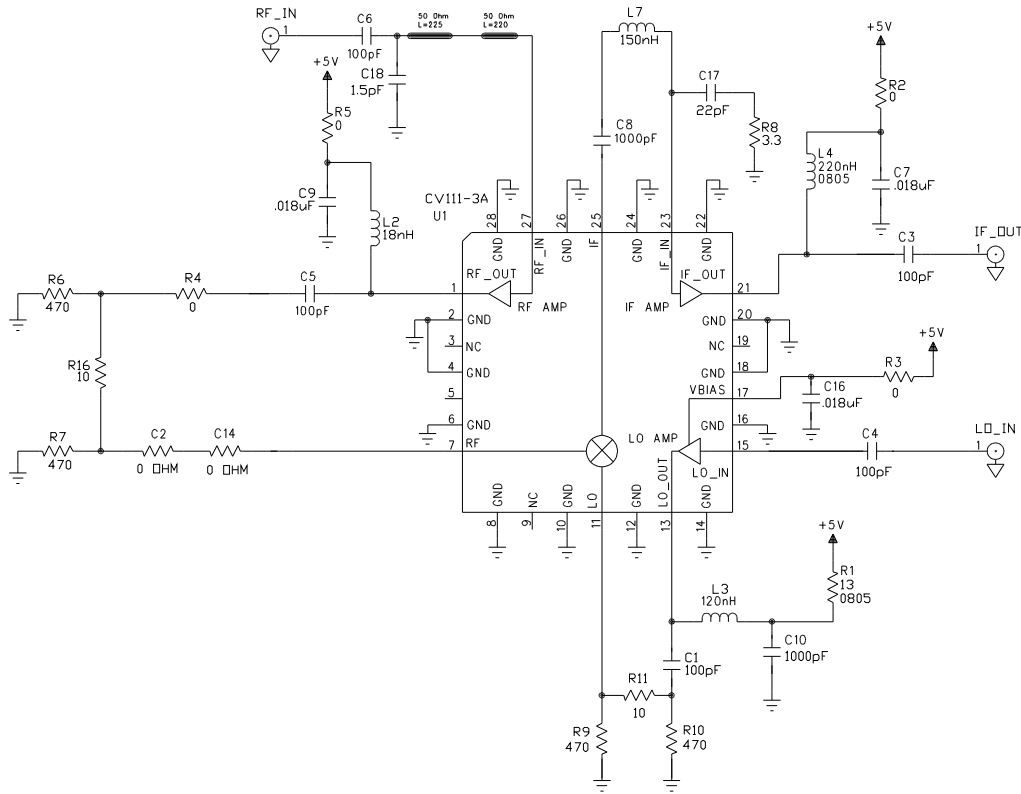 RF_IN
1
C6
100pF
50 Ohm
L=225
50 Ohm
L=220
L7
150nH
+5V
C18
1.5pF
C17
22pF
+5V
R2
0
R5
0
C8
1000pF
R8
3.3
L4
220nH
0805
C7
.018uF
C9
.018uF
L2
18nH
CV111-3A
U1
28
27
26
25
24
23
22
GND
RF_IN
GND
IF
GND
IF_IN
GND
IF_OUT
1
C3
100pF
R6
470
R4
0
C5
100pF
1
RF_OUT
RF AMP
IF_OUT
IF AMP
21
2
GND
GND
20
3
NC
NC
19
4
GND
GND
18
+5V
R3
0
R16
10
5
VBIAS
17
C16
.018uF
6
GND
GND
16
R7
470
C2
0 OHM
C14
0 OHM
7
RF
LO AMP
LO_IN
15
C4
100pF
LO_IN
1
GND
NC
GND
LO
GND
LO_OUT
GND
8
9
10
11
12
13
14
+5V
R1
13
0805
L3
120nH
C10
1000pF
C1
100pF
R11
10
R9
470
R10
470